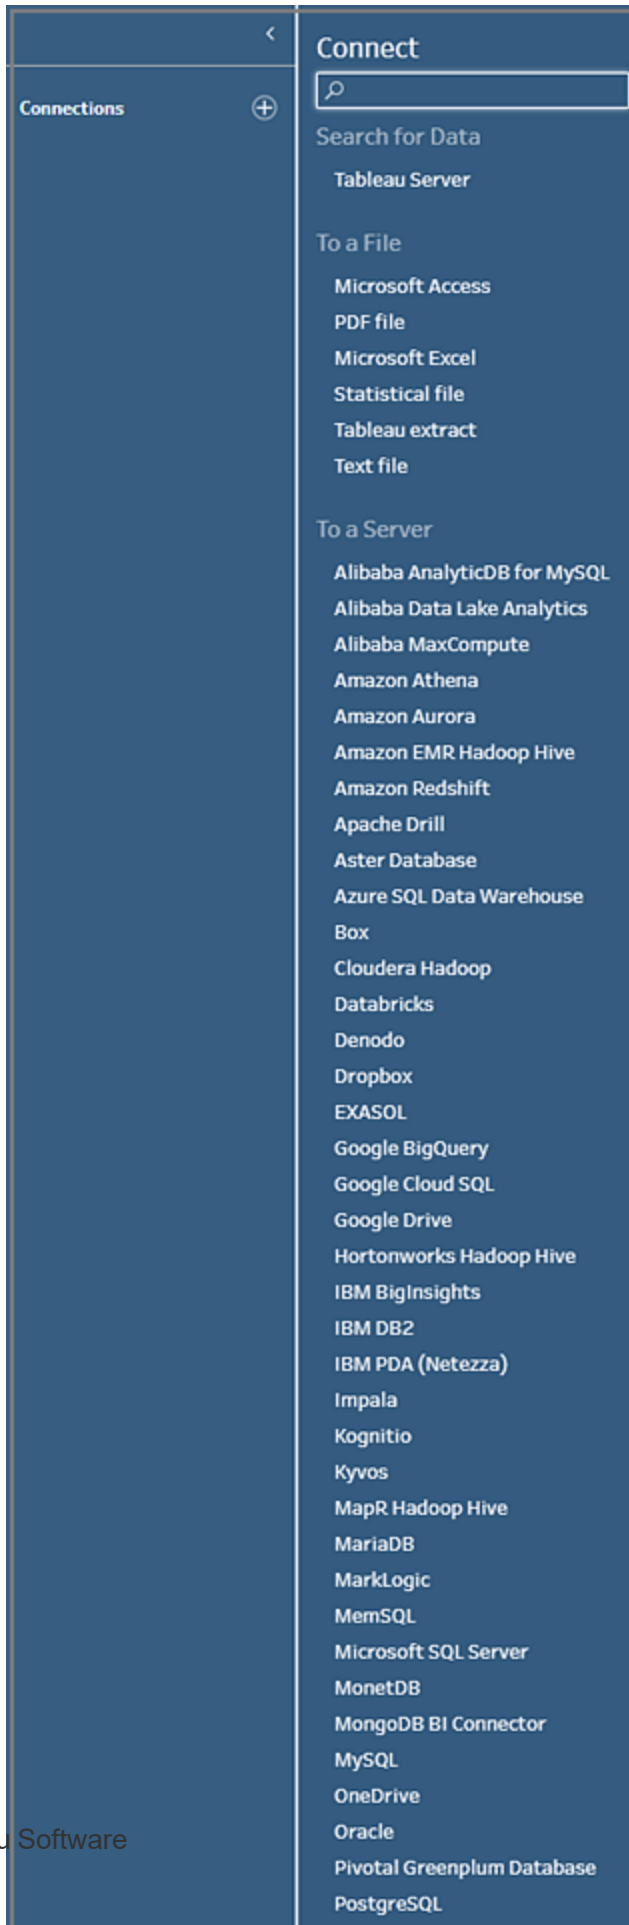 Connections
Connect
Search for Data
Tableau Server
To a File
Microsoft Access
PDF file
Microsoft Excel
Statistical file
Tableau extract
Text file
To a Server
Alibaba AnalyticDB for MySQL
Alibaba Data Lake Analytics
Alibaba MaxCompute
Amazon Athena
Amazon Aurora
Amazon EMR Hadoop Hive
Amazon Redshift
Apache Drill
Aster Database
Azure SQL Data Warehouse
Box
Cloudera Hadoop
Databricks
Denodo
Dropbox
EXASOL
Google BigQuery
Google Cloud SQL
Google Drive
Hortonworks Hadoop Hive
IBM BigInsights
IBM DB2
IBM PDA (Netezza)
Impala
Kognitio
Kyvos
MapR Hadoop Hive
MariaDB
MarkLogic
MemSQL
Microsoft SQL Server
MonetDB
MongoDB BI Connector
MySQL
OneDrive
Oracle
Pivotal Greenplum Database
PostgreSQL
Software